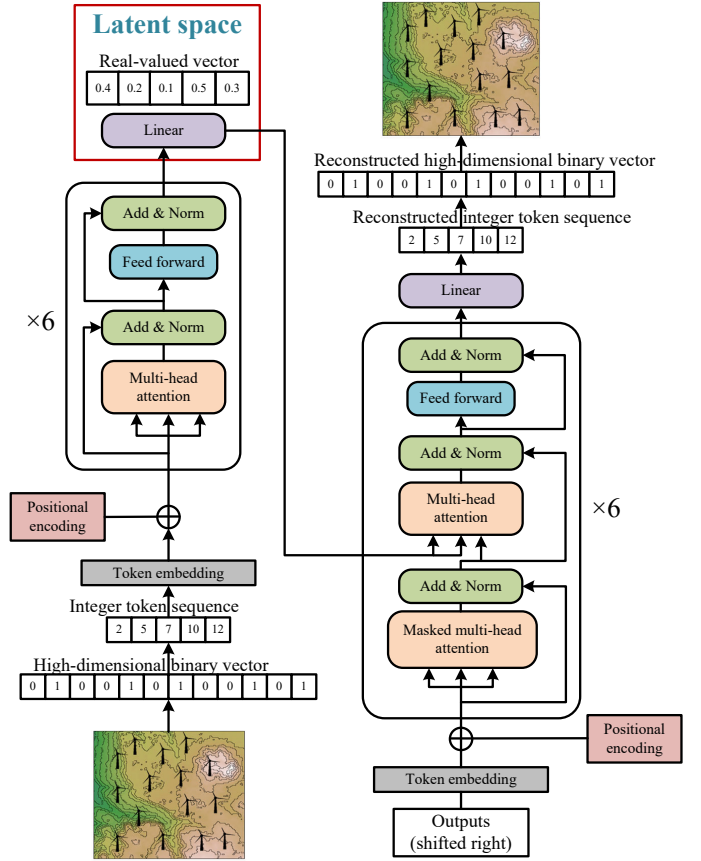 Latent space
Real-valued vector
0.4 0.2 0.1 0.5 0.3
Linear
Add & Norm
Feed forward
×6
Add & Norm
Multi-head
attention
Positional
encoding
Token embedding
Integer token sequence
2 5 7 10 12
High-dimensional binary vector
0 1 0 0 1 0 1 0 0 1 0 1
Reconstructed high-dimensional binary vector
0 1 0 0 1 0 1 0 0 1 0 1
Reconstructed integer token sequence
2 5 7 10 12
Linear
Add & Norm
Feed forward
Add & Norm
Multi-head
attention
×6
Add & Norm
Masked multi-head
attention
Positional
encoding
Token embedding
Outputs
(shifted right)